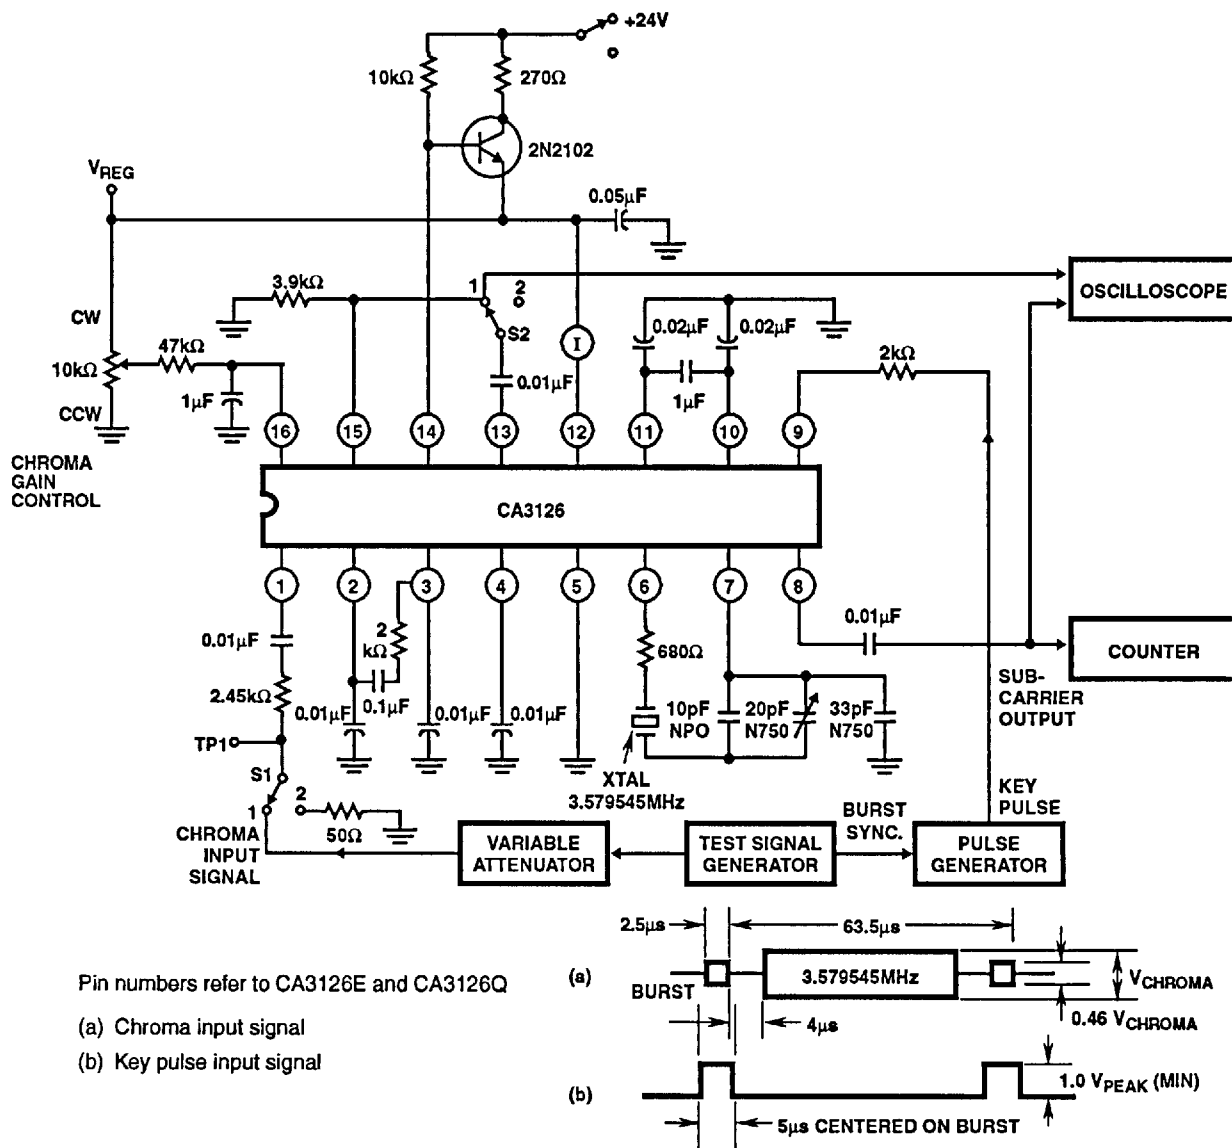 +24V
10kΩ
270Ω
2N2102
VREG
0.05µF
3.9kΩ
1
2
S2
OSCILLOSCOPE
CW
10kΩ
CCW
47kΩ
1µF
I
0.01µF
0.02µF
0.02µF
1µF
2kΩ
16
15
14
13
12
11
10
9
CHROMA
GAIN
CONTROL
CA3126
1
2
3
4
5
6
7
8
0.01µF
2.45kΩ
TP1
S1
1
2
50Ω
2
kΩ
0.1µF
0.01µF
0.01µF
0.01µF
680Ω
XTAL
3.579545MHz
10pF
NPO
20pF
N750
33pF
N750
0.01µF
COUNTER
SUB-
CARRIER
OUTPUT
KEY
PULSE
CHROMA
INPUT
SIGNAL
VARIABLE
ATTENUATOR
TEST SIGNAL
GENERATOR
BURST
SYNC.
PULSE
GENERATOR
2.5µs
63.5µs
(a)
BURST
3.579545MHz
VCHROMA
0.46 VCHROMA
4µs
(b)
1.0 VPEAK (MIN)
5µs CENTERED ON BURST
Pin numbers refer to CA3126E and CA3126Q
(a) Chroma input signal
(b) Key pulse input signal